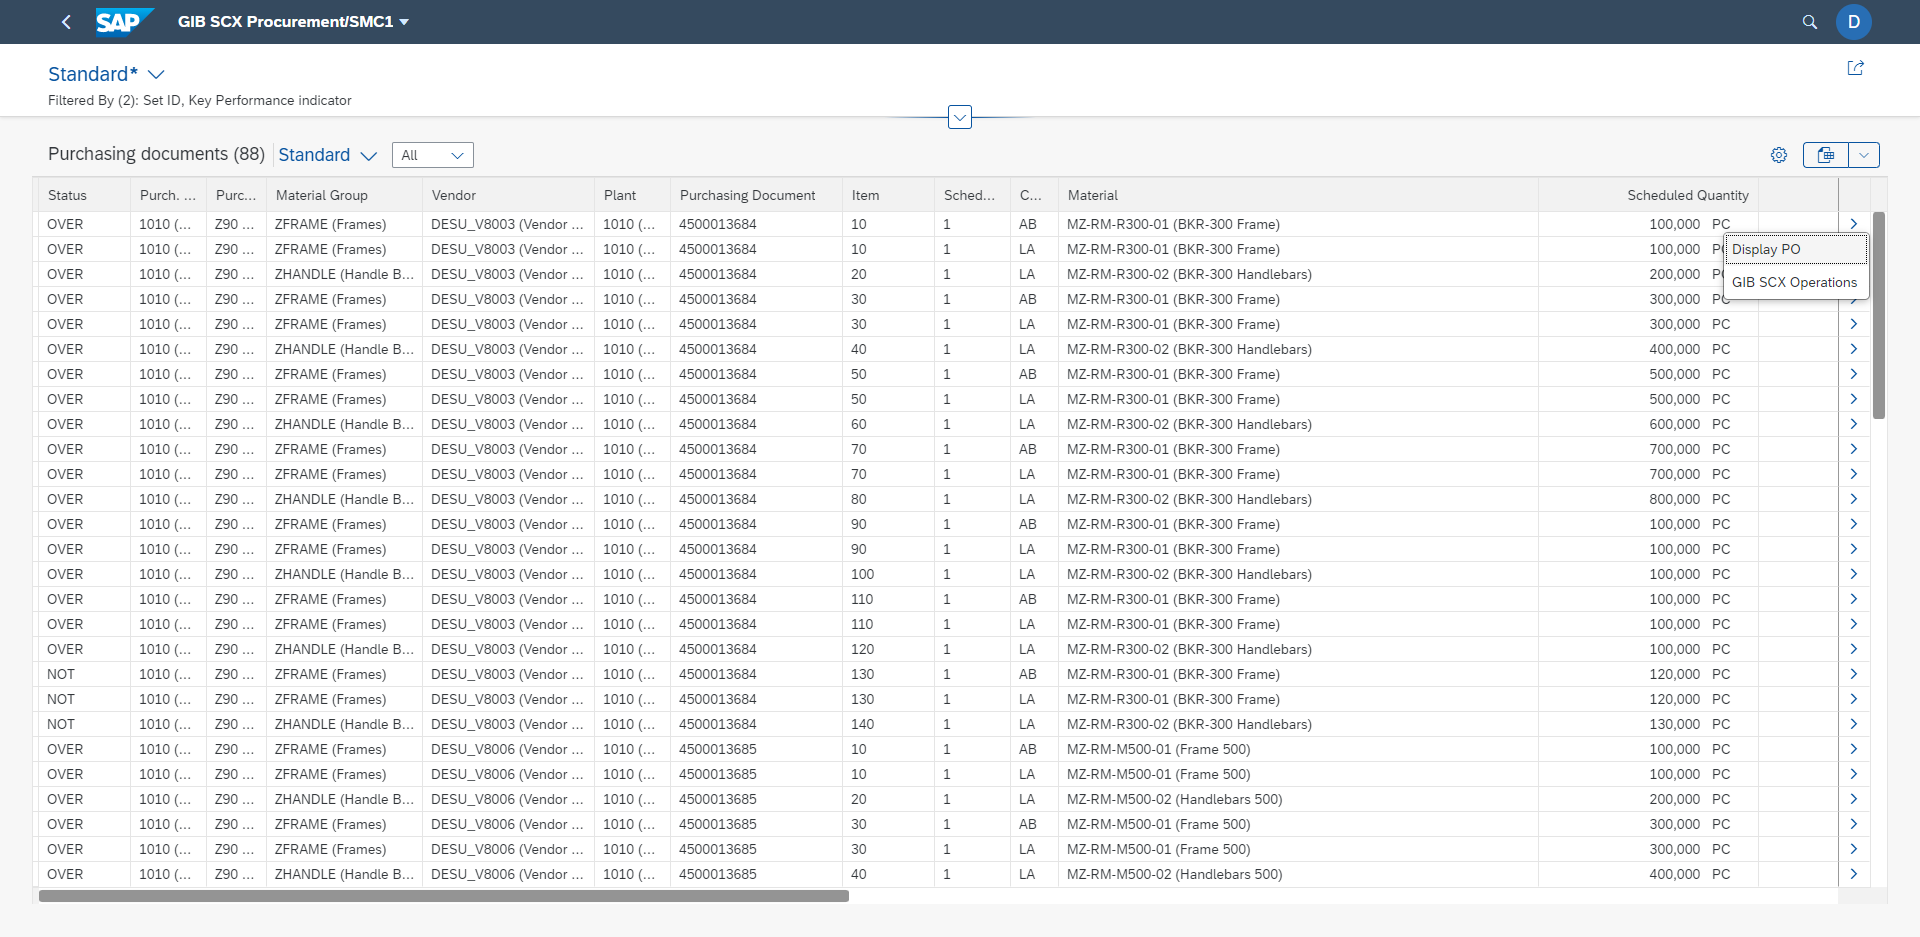 SAP GIB SCX Procurement/SMC1 D
Standard*
Filtered By (2): Set ID, Key Performance indicator
Purchasing documents (88) Standard All
Status Purch. ... Purc... Material Group Vendor Plant Purchasing Document Item Sched... C... Material Scheduled Quantity
OVER 1010 (... Z90 ... ZFRAME (Frames) DESU_V8003 (Vendor ... 1010 (... 4500013684 10 1 AB MZ-RM-R300-01 (BKR-300 Frame) 100,000 PC
OVER 1010 (... Z90 ... ZFRAME (Frames) DESU_V8003 (Vendor ... 1010 (... 4500013684 10 1 LA MZ-RM-R300-01 (BKR-300 Frame) 100,000 Display PO
OVER 1010 (... Z90 ... ZHANDLE (Handle B... DESU_V8003 (Vendor ... 1010 (... 4500013684 20 1 LA MZ-RM-R300-02 (BKR-300 Handlebars) 200,000 GIB SCX Operations
OVER 1010 (... Z90 ... ZFRAME (Frames) DESU_V8003 (Vendor ... 1010 (... 4500013684 30 1 AB MZ-RM-R300-01 (BKR-300 Frame) 300,000 PC
OVER 1010 (... Z90 ... ZFRAME (Frames) DESU_V8003 (Vendor ... 1010 (... 4500013684 30 1 LA MZ-RM-R300-01 (BKR-300 Frame) 300,000 PC
OVER 1010 (... Z90 ... ZHANDLE (Handle B... DESU_V8003 (Vendor ... 1010 (... 4500013684 40 1 LA MZ-RM-R300-02 (BKR-300 Handlebars) 400,000 PC
OVER 1010 (... Z90 ... ZFRAME (Frames) DESU_V8003 (Vendor ... 1010 (... 4500013684 50 1 AB MZ-RM-R300-01 (BKR-300 Frame) 500,000 PC
OVER 1010 (... Z90 ... ZFRAME (Frames) DESU_V8003 (Vendor ... 1010 (... 4500013684 50 1 LA MZ-RM-R300-01 (BKR-300 Frame) 500,000 PC
OVER 1010 (... Z90 ... ZHANDLE (Handle B... DESU_V8003 (Vendor ... 1010 (... 4500013684 60 1 LA MZ-RM-R300-02 (BKR-300 Handlebars) 600,000 PC
OVER 1010 (... Z90 ... ZFRAME (Frames) DESU_V8003 (Vendor ... 1010 (... 4500013684 70 1 AB MZ-RM-R300-01 (BKR-300 Frame) 700,000 PC
OVER 1010 (... Z90 ... ZFRAME (Frames) DESU_V8003 (Vendor ... 1010 (... 4500013684 70 1 LA MZ-RM-R300-01 (BKR-300 Frame) 700,000 PC
OVER 1010 (... Z90 ... ZHANDLE (Handle B... DESU_V8003 (Vendor ... 1010 (... 4500013684 80 1 LA MZ-RM-R300-02 (BKR-300 Handlebars) 800,000 PC
OVER 1010 (... Z90 ... ZFRAME (Frames) DESU_V8003 (Vendor ... 1010 (... 4500013684 90 1 AB MZ-RM-R300-01 (BKR-300 Frame) 100,000 PC
OVER 1010 (... Z90 ... ZFRAME (Frames) DESU_V8003 (Vendor ... 1010 (... 4500013684 90 1 LA MZ-RM-R300-01 (BKR-300 Frame) 100,000 PC
OVER 1010 (... Z90 ... ZHANDLE (Handle B... DESU_V8003 (Vendor ... 1010 (... 4500013684 100 1 LA MZ-RM-R300-02 (BKR-300 Handlebars) 100,000 PC
OVER 1010 (... Z90 ... ZFRAME (Frames) DESU_V8003 (Vendor ... 1010 (... 4500013684 110 1 AB MZ-RM-R300-01 (BKR-300 Frame) 100,000 PC
OVER 1010 (... Z90 ... ZFRAME (Frames) DESU_V8003 (Vendor ... 1010 (... 4500013684 110 1 LA MZ-RM-R300-01 (BKR-300 Frame) 100,000 PC
OVER 1010 (... Z90 ... ZHANDLE (Handle B... DESU_V8003 (Vendor ... 1010 (... 4500013684 120 1 LA MZ-RM-R300-02 (BKR-300 Handlebars) 100,000 PC
NOT 1010 (... Z90 ... ZFRAME (Frames) DESU_V8003 (Vendor ... 1010 (... 4500013684 130 1 AB MZ-RM-R300-01 (BKR-300 Frame) 120,000 PC
NOT 1010 (... Z90 ... ZFRAME (Frames) DESU_V8003 (Vendor ... 1010 (... 4500013684 130 1 LA MZ-RM-R300-01 (BKR-300 Frame) 120,000 PC
NOT 1010 (... Z90 ... ZHANDLE (Handle B... DESU_V8003 (Vendor ... 1010 (... 4500013684 140 1 LA MZ-RM-R300-02 (BKR-300 Handlebars) 130,000 PC
OVER 1010 (... Z90 ... ZFRAME (Frames) DESU_V8006 (Vendor ... 1010 (... 4500013685 10 1 AB MZ-RM-M500-01 (Frame 500) 100,000 PC
OVER 1010 (... Z90 ... ZFRAME (Frames) DESU_V8006 (Vendor ... 1010 (... 4500013685 10 1 LA MZ-RM-M500-01 (Frame 500) 100,000 PC
OVER 1010 (... Z90 ... ZHANDLE (Handle B... DESU_V8006 (Vendor ... 1010 (... 4500013685 20 1 LA MZ-RM-M500-02 (Handlebars 500) 200,000 PC
OVER 1010 (... Z90 ... ZFRAME (Frames) DESU_V8006 (Vendor ... 1010 (... 4500013685 30 1 AB MZ-RM-M500-01 (Frame 500) 300,000 PC
OVER 1010 (... Z90 ... ZFRAME (Frames) DESU_V8006 (Vendor ... 1010 (... 4500013685 30 1 LA MZ-RM-M500-01 (Frame 500) 300,000 PC
OVER 1010 (... Z90 ... ZHANDLE (Handle B... DESU_V8006 (Vendor ... 1010 (... 4500013685 40 1 LA MZ-RM-M500-02 (Handlebars 500) 400,000 PC